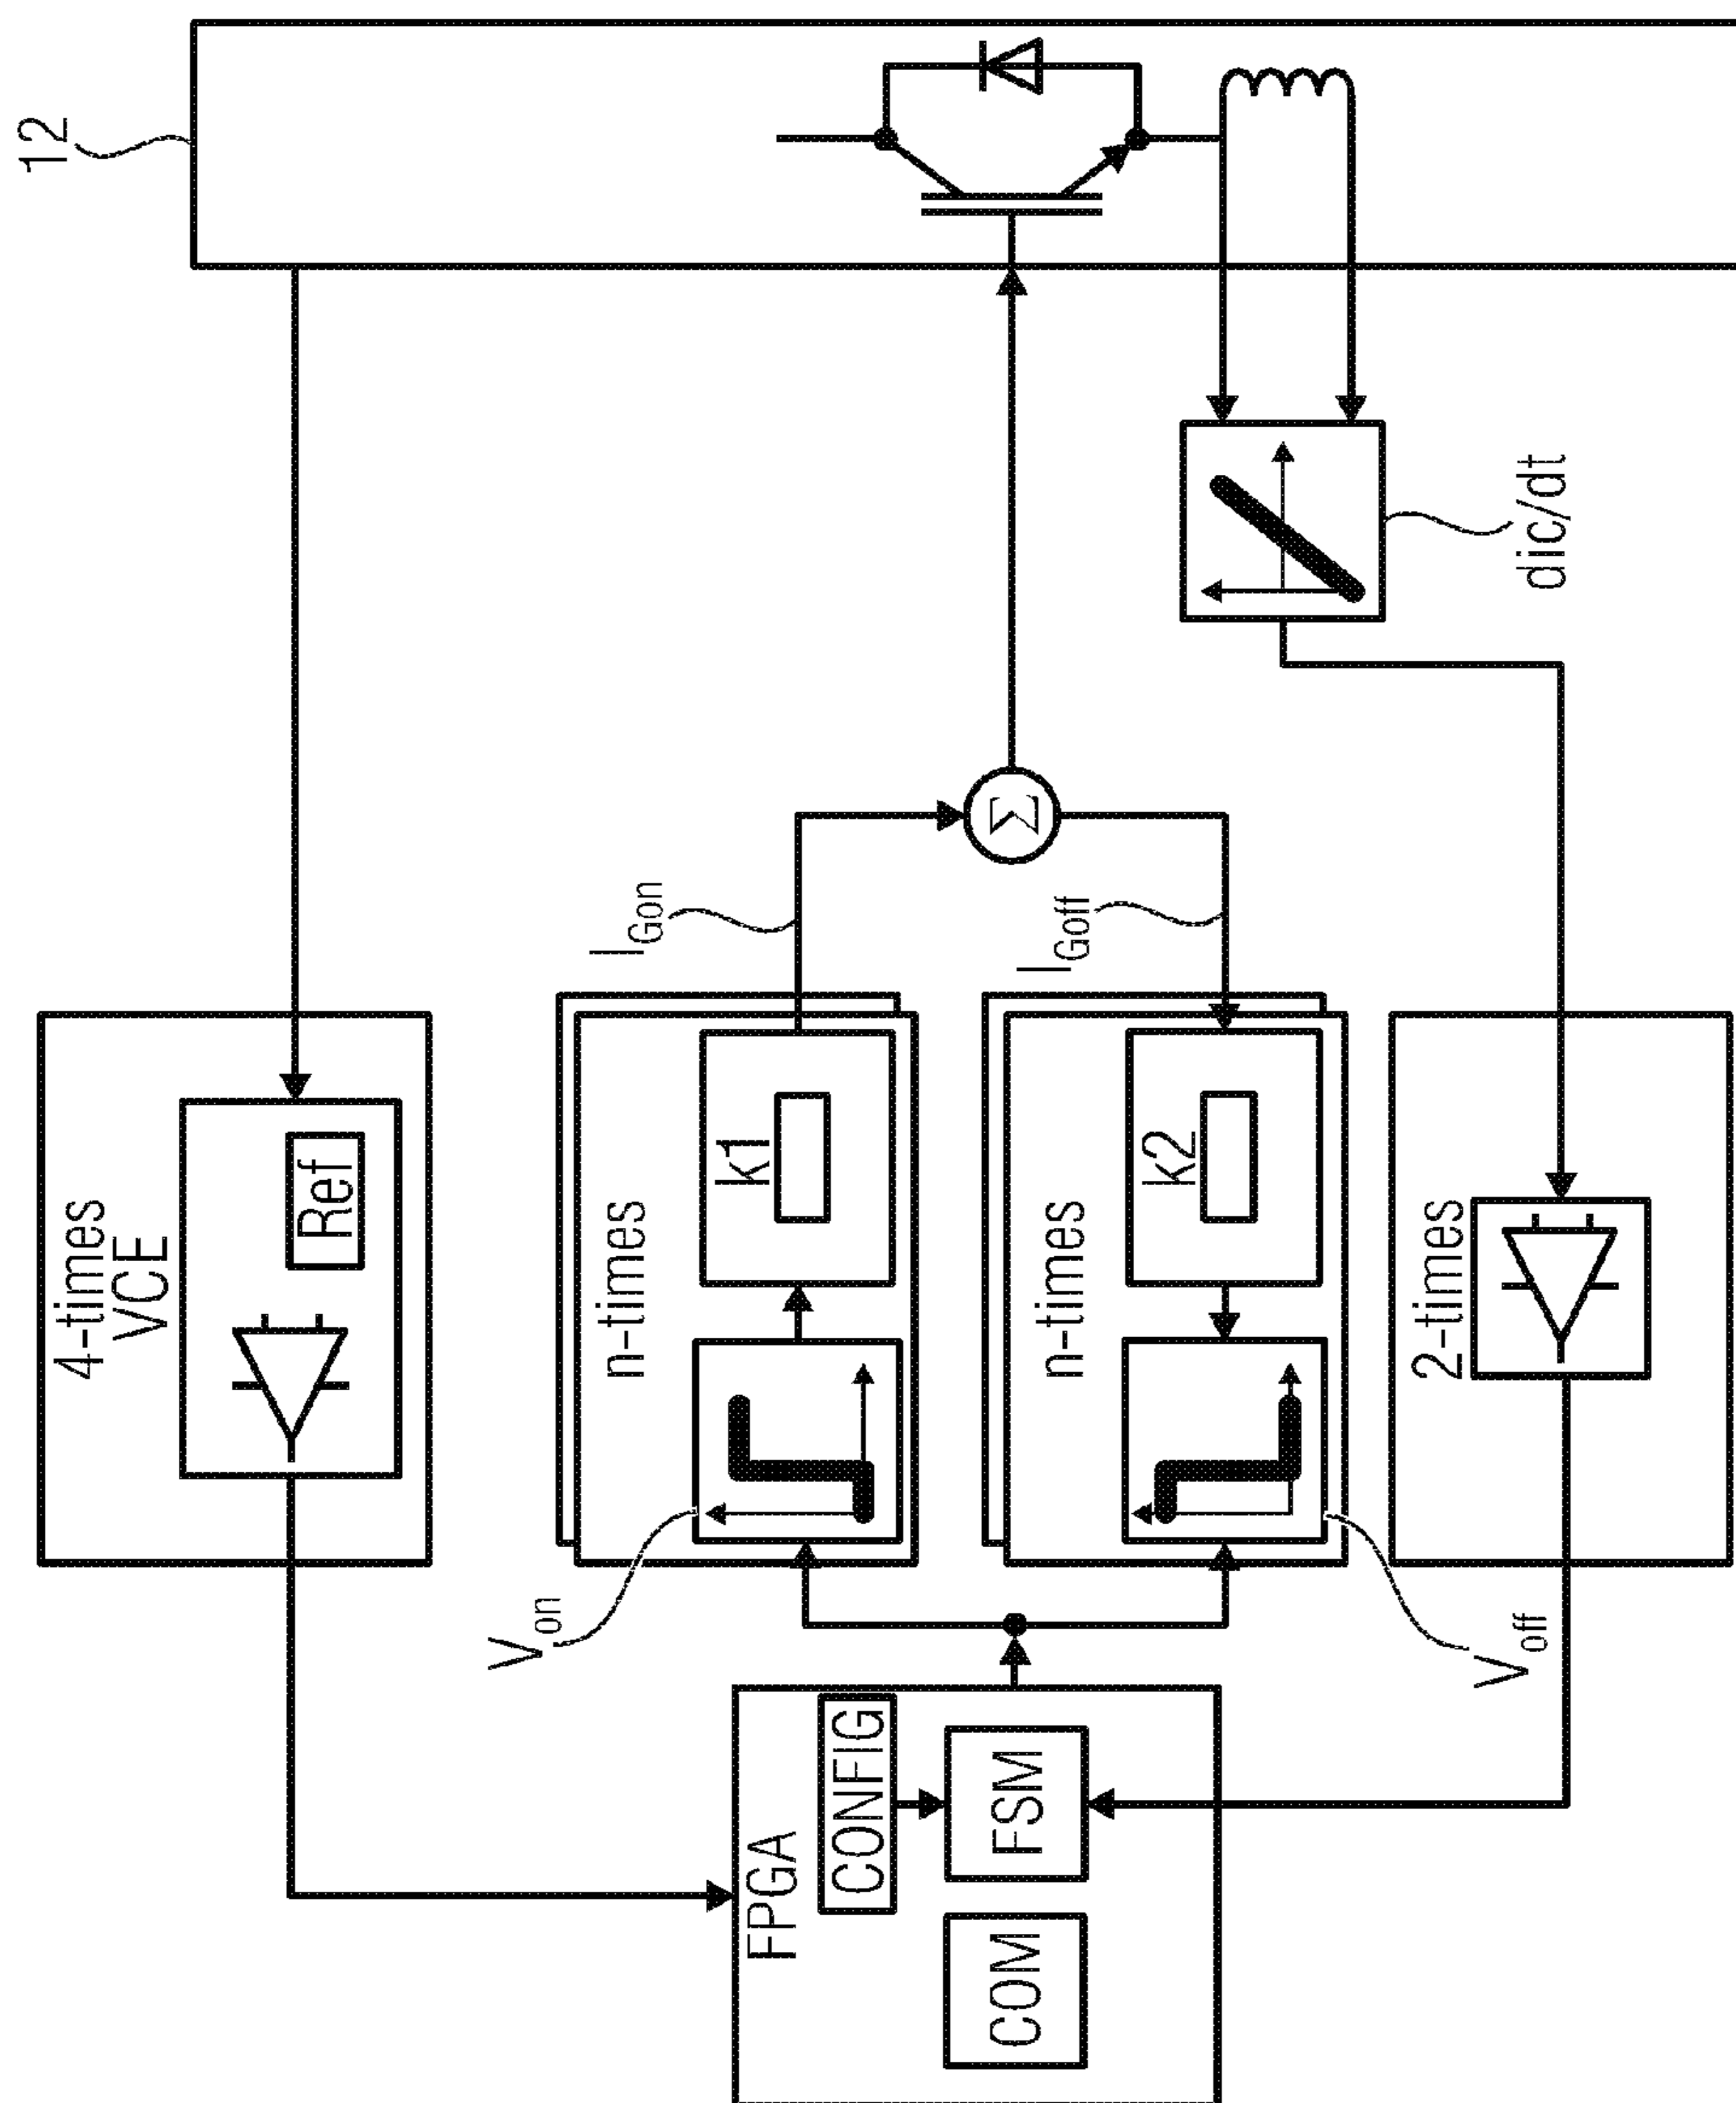 12
4-times
VCE
Ref
n-times
k1
I_Gon
V_on
Σ
n-times
k2
I_Goff
V_off
2-times
dic/dt
FPGA
CONFIG
FSM
COM